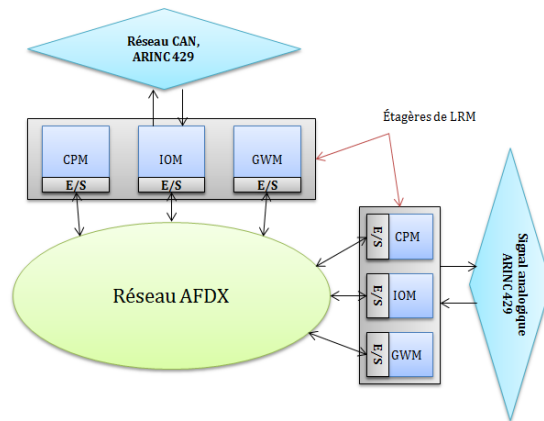 Réseau CAN,
ARINC 429
Étagères de LRM
CPM
IOM
GWM
E/S
E/S
E/S
E/S
CPM
E/S
IOM
E/S
GWM
Réseau AFDX
Signal analogique
ARINC 429